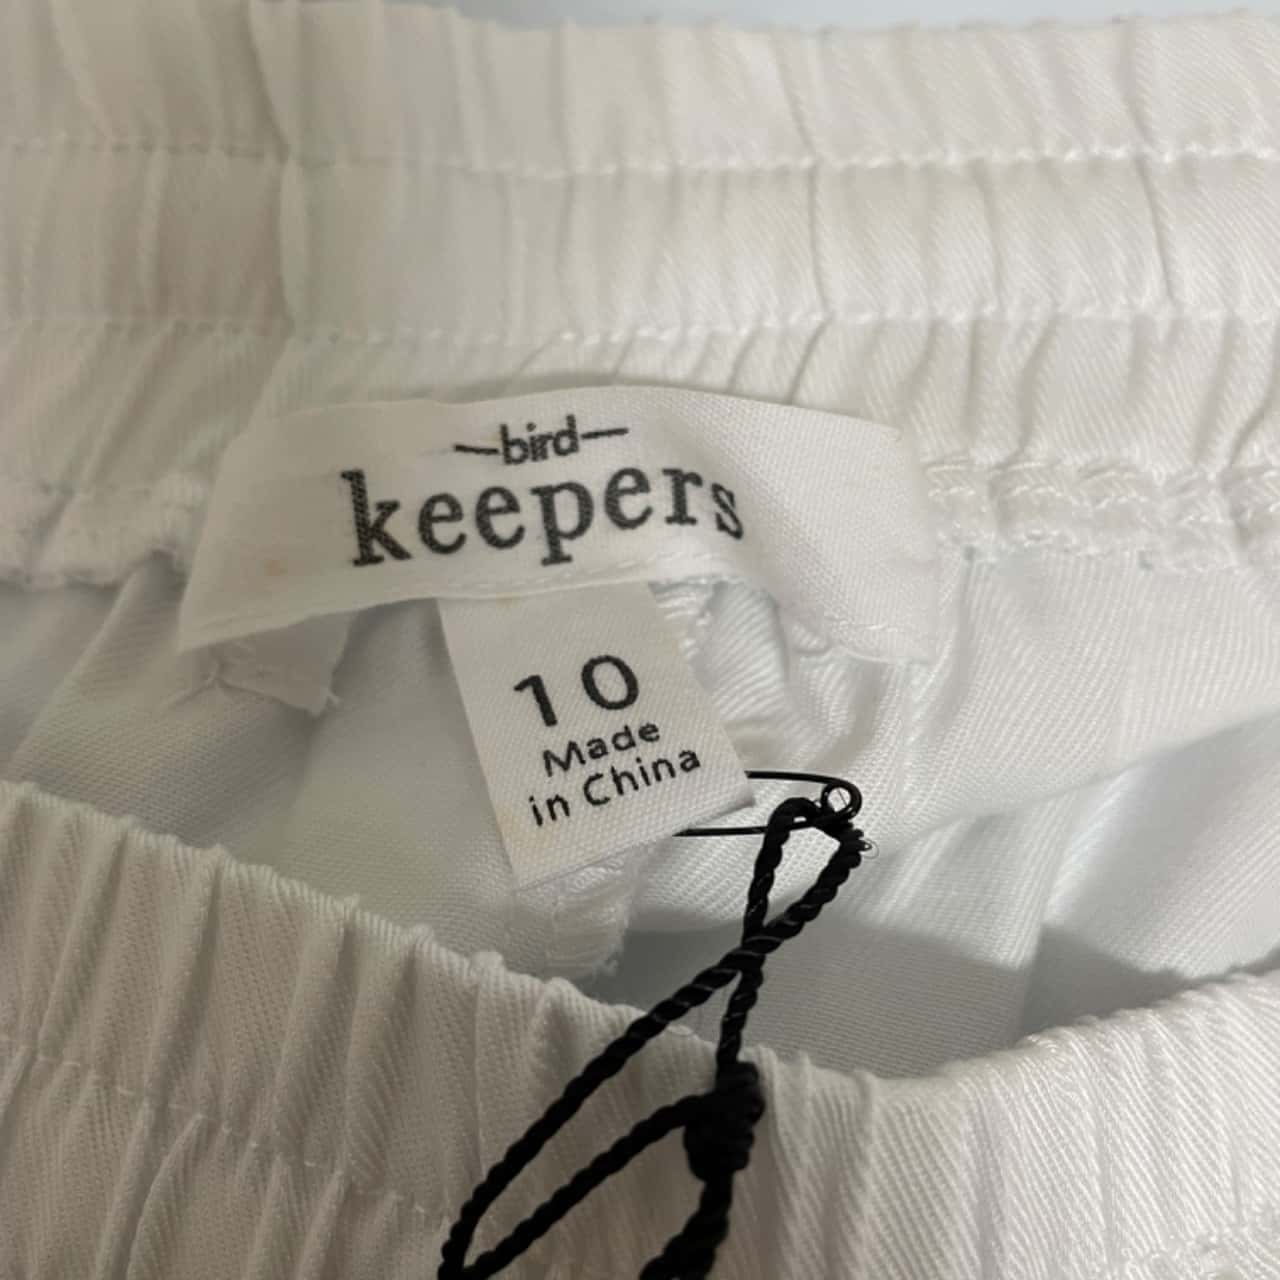 —bird—
keepers
10
Made
in China